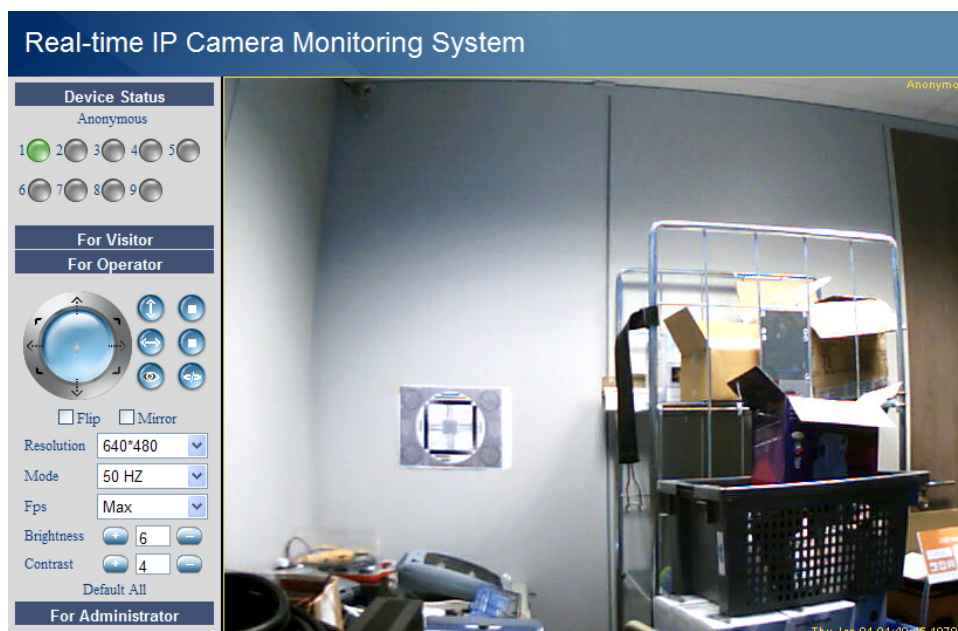 Real-time IP Camera Monitoring System
Device Status
Anonymous
1 2 3 4 5
6 7 8 9
For Visitor
For Operator
Flip Mirror
Resolution 640*480
Mode 50 HZ
Fps Max
Brightness + 6 −
Contrast + 4 −
Default All
For Administrator
Anonymo